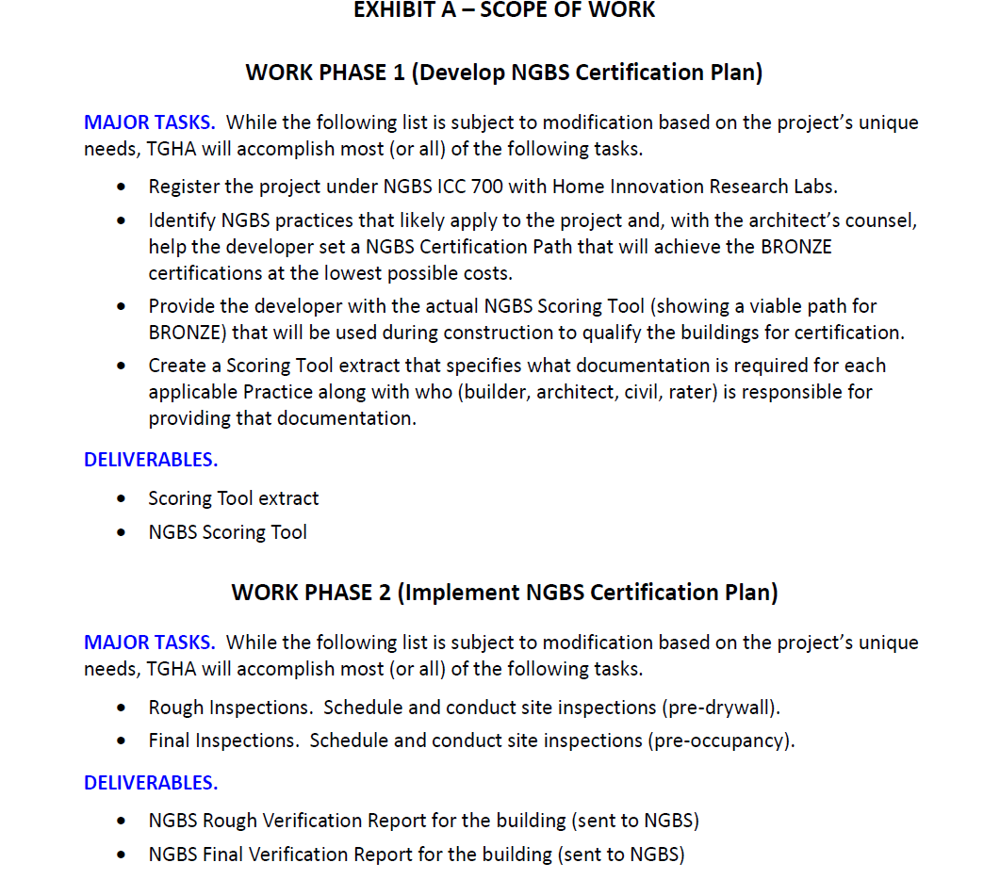 EXHIBIT A – SCOPE OF WORK
WORK PHASE 1 (Develop NGBS Certification Plan)
MAJOR TASKS. While the following list is subject to modification based on the project's unique
needs, TGHA will accomplish most (or all) of the following tasks.
• Register the project under NGBS ICC 700 with Home Innovation Research Labs.
• Identify NGBS practices that likely apply to the project and, with the architect's counsel,
help the developer set a NGBS Certification Path that will achieve the BRONZE
certifications at the lowest possible costs.
• Provide the developer with the actual NGBS Scoring Tool (showing a viable path for
BRONZE) that will be used during construction to qualify the buildings for certification.
• Create a Scoring Tool extract that specifies what documentation is required for each
applicable Practice along with who (builder, architect, civil, rater) is responsible for
providing that documentation.
DELIVERABLES.
• Scoring Tool extract
• NGBS Scoring Tool
WORK PHASE 2 (Implement NGBS Certification Plan)
MAJOR TASKS. While the following list is subject to modification based on the project's unique
needs, TGHA will accomplish most (or all) of the following tasks.
• Rough Inspections. Schedule and conduct site inspections (pre-drywall).
• Final Inspections. Schedule and conduct site inspections (pre-occupancy).
DELIVERABLES.
• NGBS Rough Verification Report for the building (sent to NGBS)
• NGBS Final Verification Report for the building (sent to NGBS)